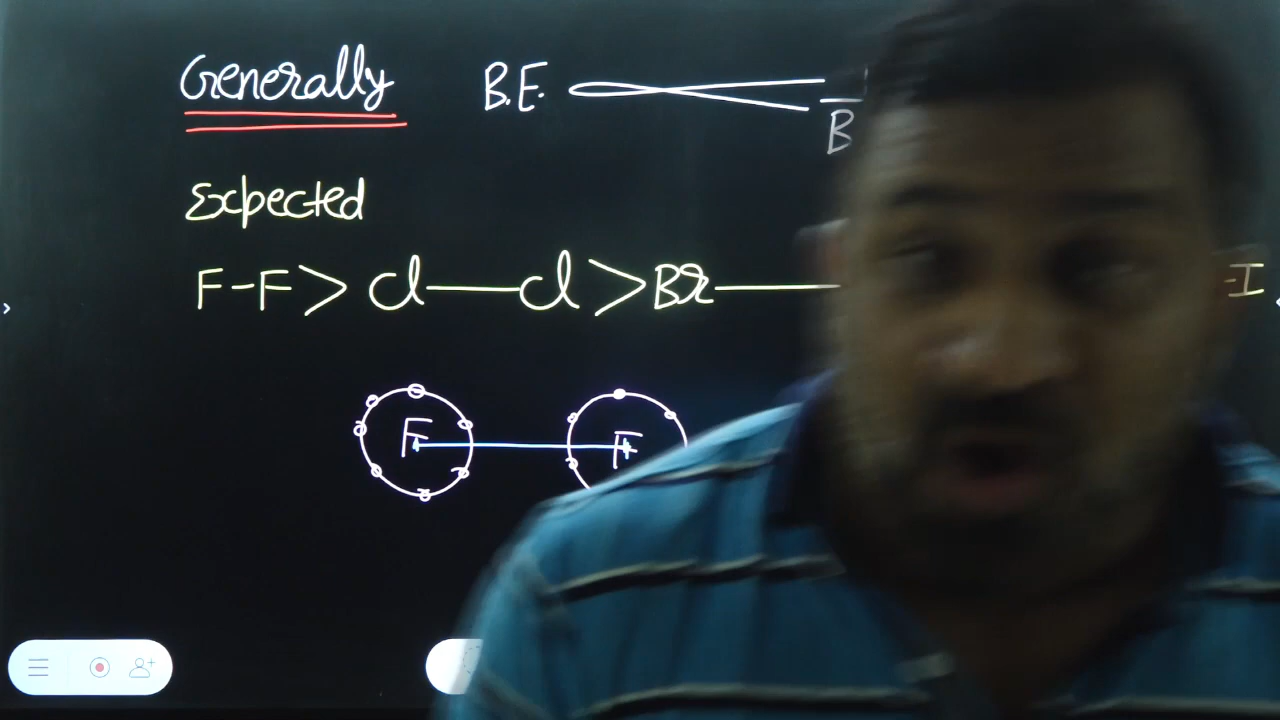 Generally B.E. B
Expected
F-F > Cl—Cl > Br— -I
F F